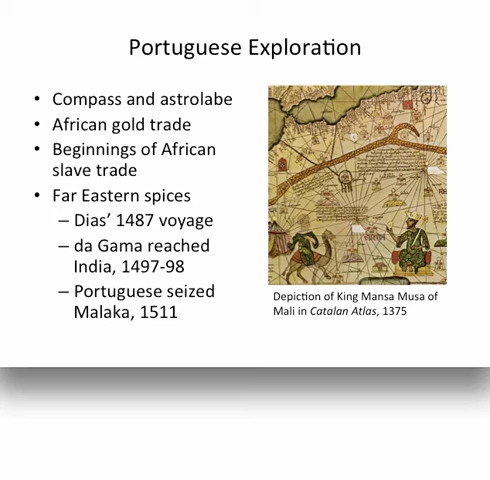 Portuguese Exploration
• Compass and astrolabe
• African gold trade
• Beginnings of African
slave trade
• Far Eastern spices
– Dias’ 1487 voyage
– da Gama reached
India, 1497-98
– Portuguese seized
Malaka, 1511
Depiction of King Mansa Musa of
Mali in Catalan Atlas, 1375